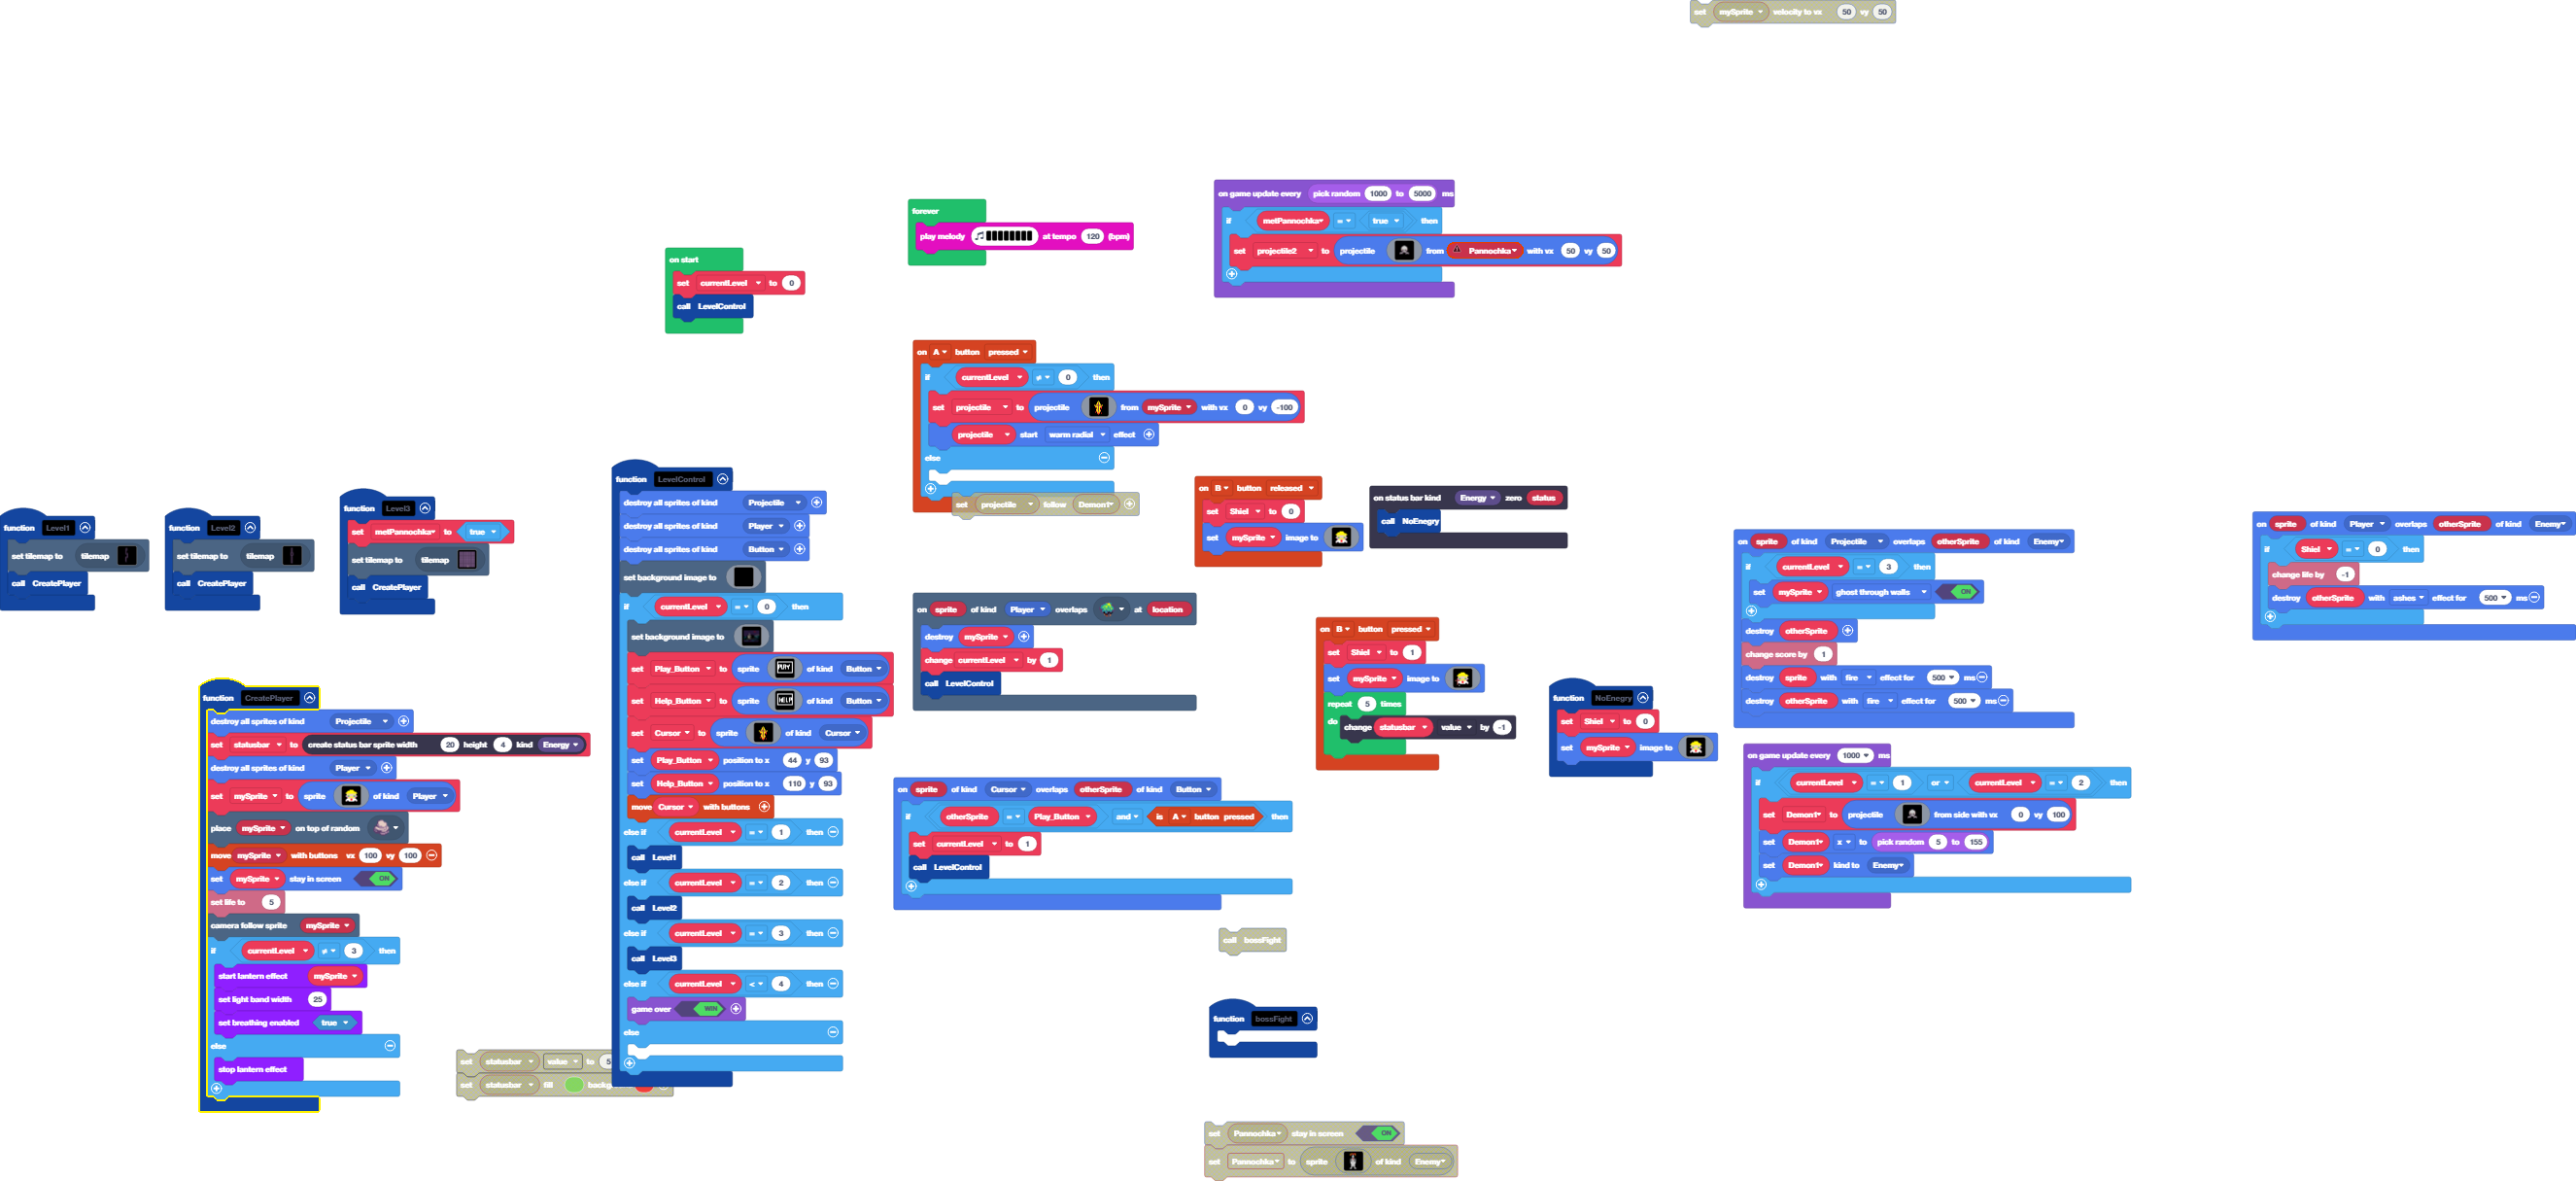 set mySprite velocity to vx 50 vy 50
on game update every pick random 1000 to 5000 ms
if metPannochka = true then
set projectile2 to projectile from Pannochka with vx 50 vy 50
forever
play melody at tempo 120 (bpm)
on start
set currentLevel to 0
call LevelControl
on A button pressed
if currentLevel ≠ 0 then
set projectile to projectile from mySprite with vx 0 vy -100
projectile start warm radial effect
else
set projectile follow Demon1
function Level1
set tilemap to tilemap
call CreatePlayer
function Level2
set tilemap to tilemap
call CreatePlayer
function Level3
set metPannochka to true
set tilemap to tilemap
call CreatePlayer
function LevelControl
destroy all sprites of kind Projectile
destroy all sprites of kind Player
destroy all sprites of kind Button
set background image to
if currentLevel = 0 then
set background image to
set Play_Button to sprite PLAY of kind Button
set Help_Button to sprite HELP of kind Button
set Cursor to sprite of kind Cursor
set Play_Button position to x 44 y 93
set Help_Button position to x 110 y 93
move Cursor with buttons
else if currentLevel = 1 then
call Level1
else if currentLevel = 2 then
call Level2
else if currentLevel = 3 then
call Level3
else if currentLevel < 4 then
game over WIN
else
on B button released
set Shiel to 0
set mySprite image to
on status bar kind Energy zero status
call NoEnegry
on sprite of kind Player overlaps at location
destroy mySprite
change currentLevel by 1
call LevelControl
on B button pressed
set Shiel to 1
set mySprite image to
repeat 5 times
do change statusbar value by -1
function NoEnegry
set Shiel to 0
set mySprite image to
on sprite of kind Projectile overlaps otherSprite of kind Enemy
if currentLevel = 3 then
set mySprite ghost through walls ON
destroy otherSprite
change score by 1
destroy sprite with fire effect for 500 ms
destroy otherSprite with fire effect for 500 ms
on sprite of kind Player overlaps otherSprite of kind Enemy
if Shiel = 0 then
change life by -1
destroy otherSprite with ashes effect for 500 ms
function CreatePlayer
destroy all sprites of kind Projectile
set statusbar to create status bar sprite width 20 height 4 kind Energy
destroy all sprites of kind Player
set mySprite to sprite of kind Player
place mySprite on top of random
move mySprite with buttons vx 100 vy 100
set mySprite stay in screen ON
set life to 5
camera follow sprite mySprite
if currentLevel ≠ 3 then
start lantern effect mySprite
set light band width 25
set breathing enabled true
else
stop lantern effect
set statusbar value to 5
set statusbar fill backg
on sprite of kind Cursor overlaps otherSprite of kind Button
if otherSprite = Play_Button and is A button pressed then
set currentLevel to 1
call LevelControl
on game update every 1000 ms
if currentLevel = 1 or currentLevel = 2 then
set Demon1 to projectile from side with vx 0 vy 100
set Demon1 x to pick random 5 to 155
set Demon1 kind to Enemy
call bossFight
function bossFight
set Pannochka stay in screen ON
set Pannochka to sprite of kind Enemy